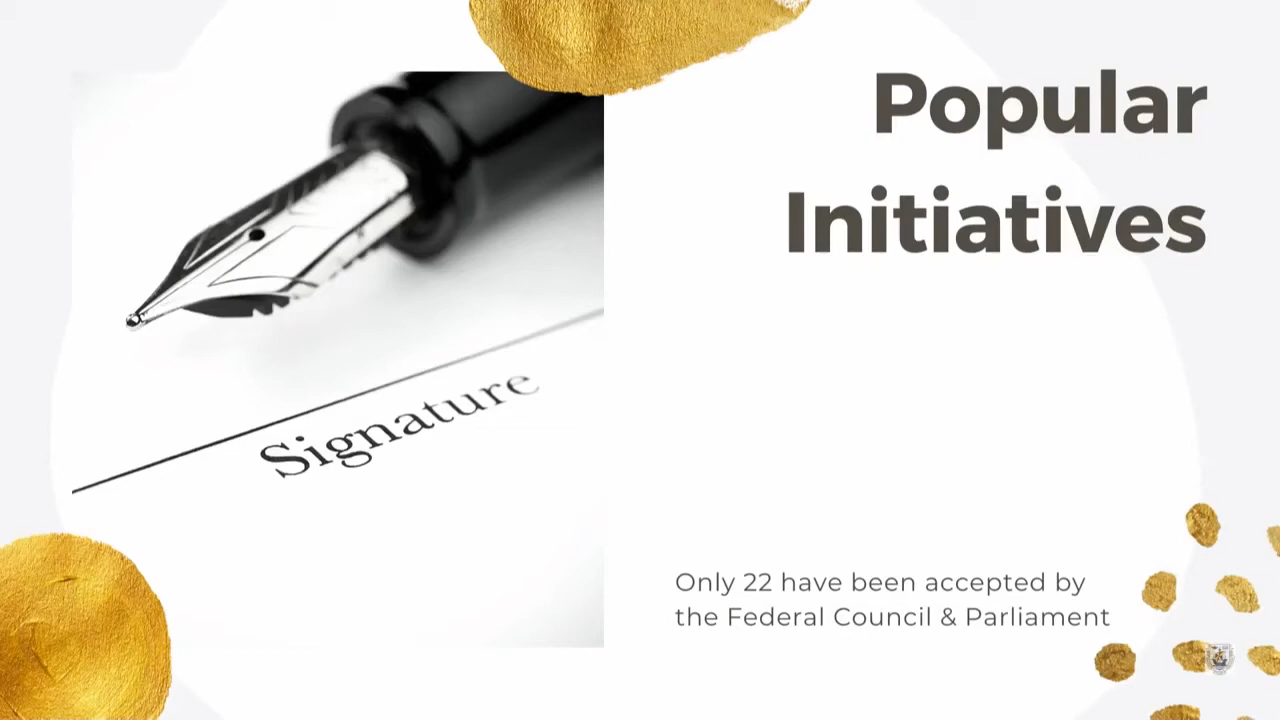 Popular
Initiatives
Signature
Only 22 have been accepted by
the Federal Council & Parliament